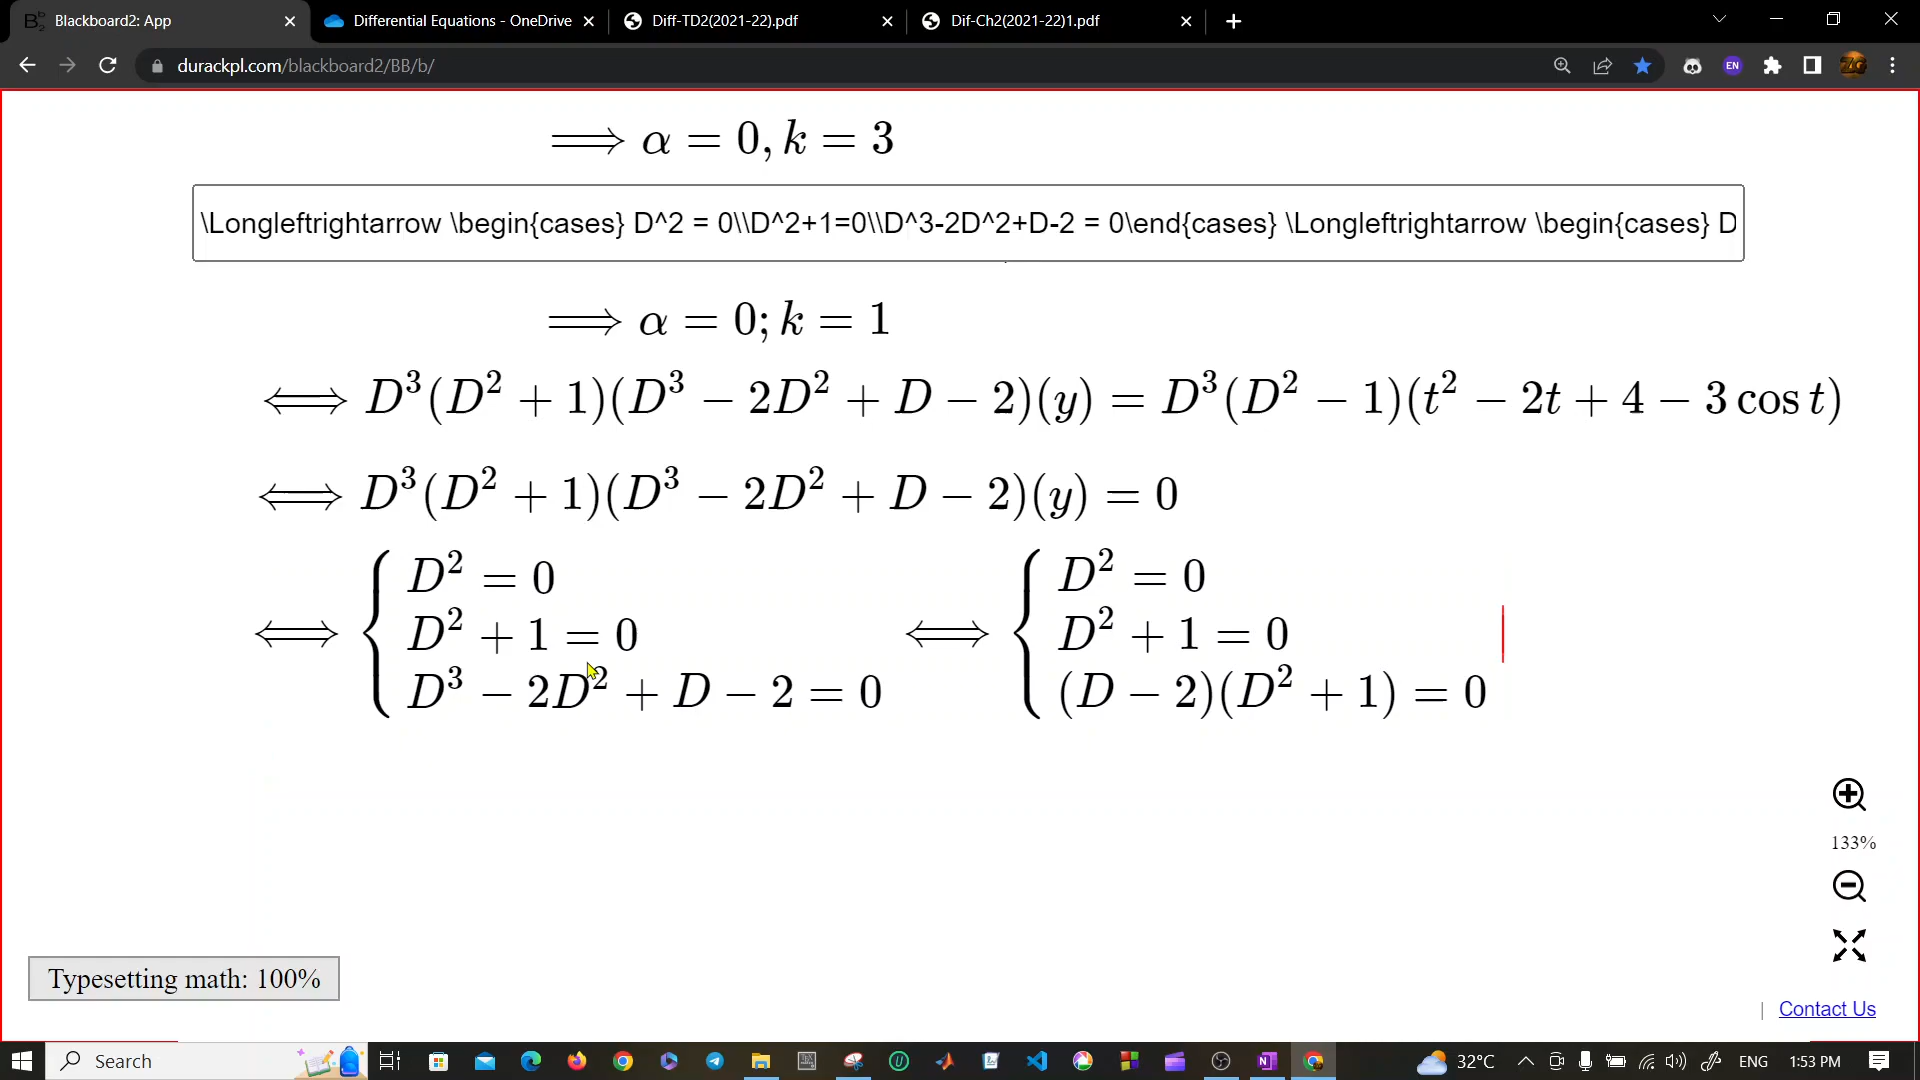 Blackboard2: App
Differential Equations - OneDrive
Diff-TD2(2021-22).pdf
Dif-Ch2(2021-22)1.pdf
durackpl.com/blackboard2/BB/b/
EN
⟹ α = 0, k = 3
\Longleftrightarrow \begin{cases} D^2 = 0\\D^2+1=0\\D^3-2D^2+D-2 = 0\end{cases} \Longleftrightarrow \begin{cases} D
⟹ α = 0; k = 1
⟺ D³(D² + 1)(D³ − 2D² + D − 2)(y) = D³(D² − 1)(t² − 2t + 4 − 3 cos t)
⟺ D³(D² + 1)(D³ − 2D² + D − 2)(y) = 0
D² = 0 D² = 0
⟺ { D² + 1 = 0 ⟺ { D² + 1 = 0
D³ − 2D² + D − 2 = 0 (D − 2)(D² + 1) = 0
133%
Typesetting math: 100%
| Contact Us
Search
32°C
ENG
1:53 PM